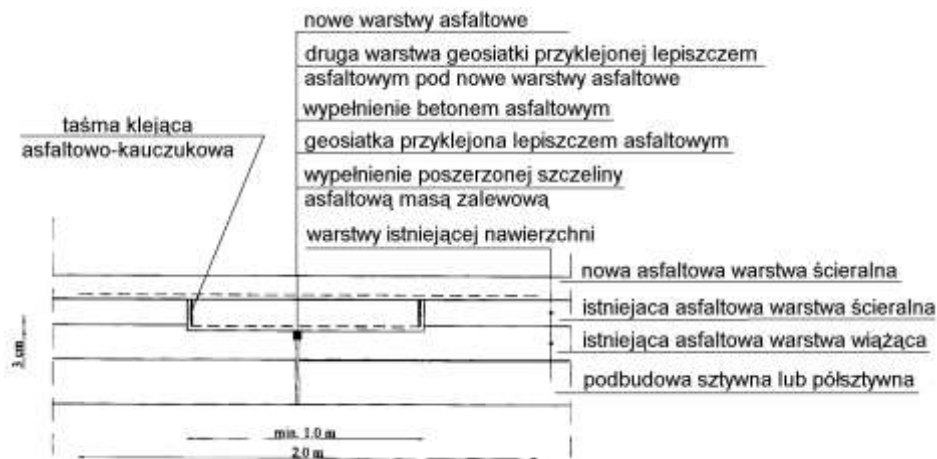 nowe warstwy asfaltowe
druga warstwa geosiatki przyklejonej lepiszczem
asfaltowym pod nowe warstwy asfaltowe
wypełnienie betonem asfaltowym
taśma klejąca
asfaltowo-kauczukowa
geosiatka przyklejona lepiszczem asfaltowym
wypełnienie poszerzonej szczeliny
asfaltową masą zalewową
warstwy istniejącej nawierzchni
nowa asfaltowa warstwa ścieralna
istniejaca asfaltowa warstwa ścieralna
istniejąca asfaltowa warstwa wiążąca
podbudowa sztywna lub półsztywna
3 cm
min. 1.0 m
2.0 m